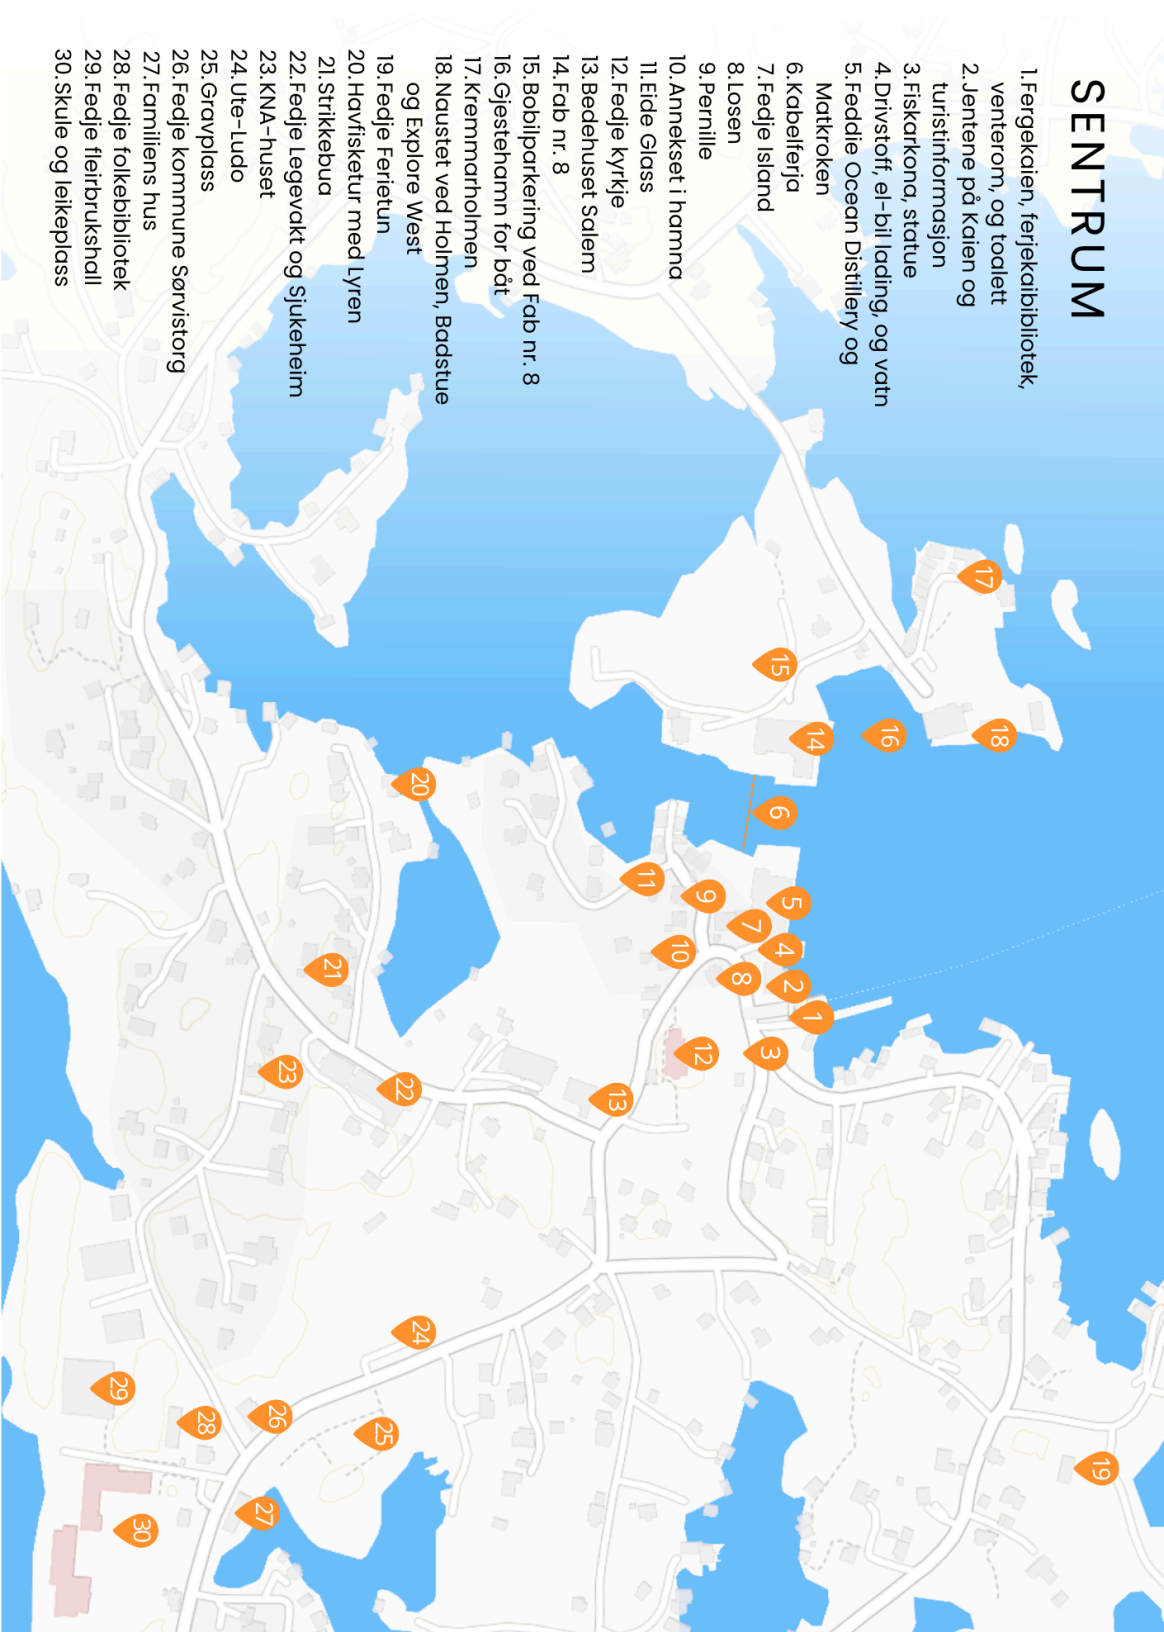 SENTRUM
1.Fergekaien, ferjekaibibliotek,
venterom, og toalett
2.Jentene på Kaien og
turistinformasjon
3.Fiskarkona, statue
4.Drivstoff, el-bil lading, og vatn
5.Feddie Ocean Distillery og
Matkroken
6.Kabelferja
7.Fedje Island
8.Losen
9.Pernille
10.Annekset i hamna
11.Eide Glass
12.Fedje kyrkje
13.Bedehuset Salem
14.Fab nr. 8
15.Bobilparkering ved Fab nr. 8
16.Gjestehamn for båt
17.Kremmarholmen
18.Naustet ved Holmen, Badstue
og Explore West
19.Fedje Ferietun
20.Havfisketur med Lyren
21.Strikkebua
22.Fedje Legevakt og Sjukeheim
23.KNA-huset
24.Ute-Ludo
25.Gravplass
26.Fedje kommune Sørvistorg
27.Familiens hus
28.Fedje folkebibliotek
29.Fedje fleirbrukshall
30.Skule og leikeplass
17
15
18
16
14
20
6
11
9
5
7
10
4
8
2
21
1
12
3
23
22
13
24
29
26
28
25
19
27
30